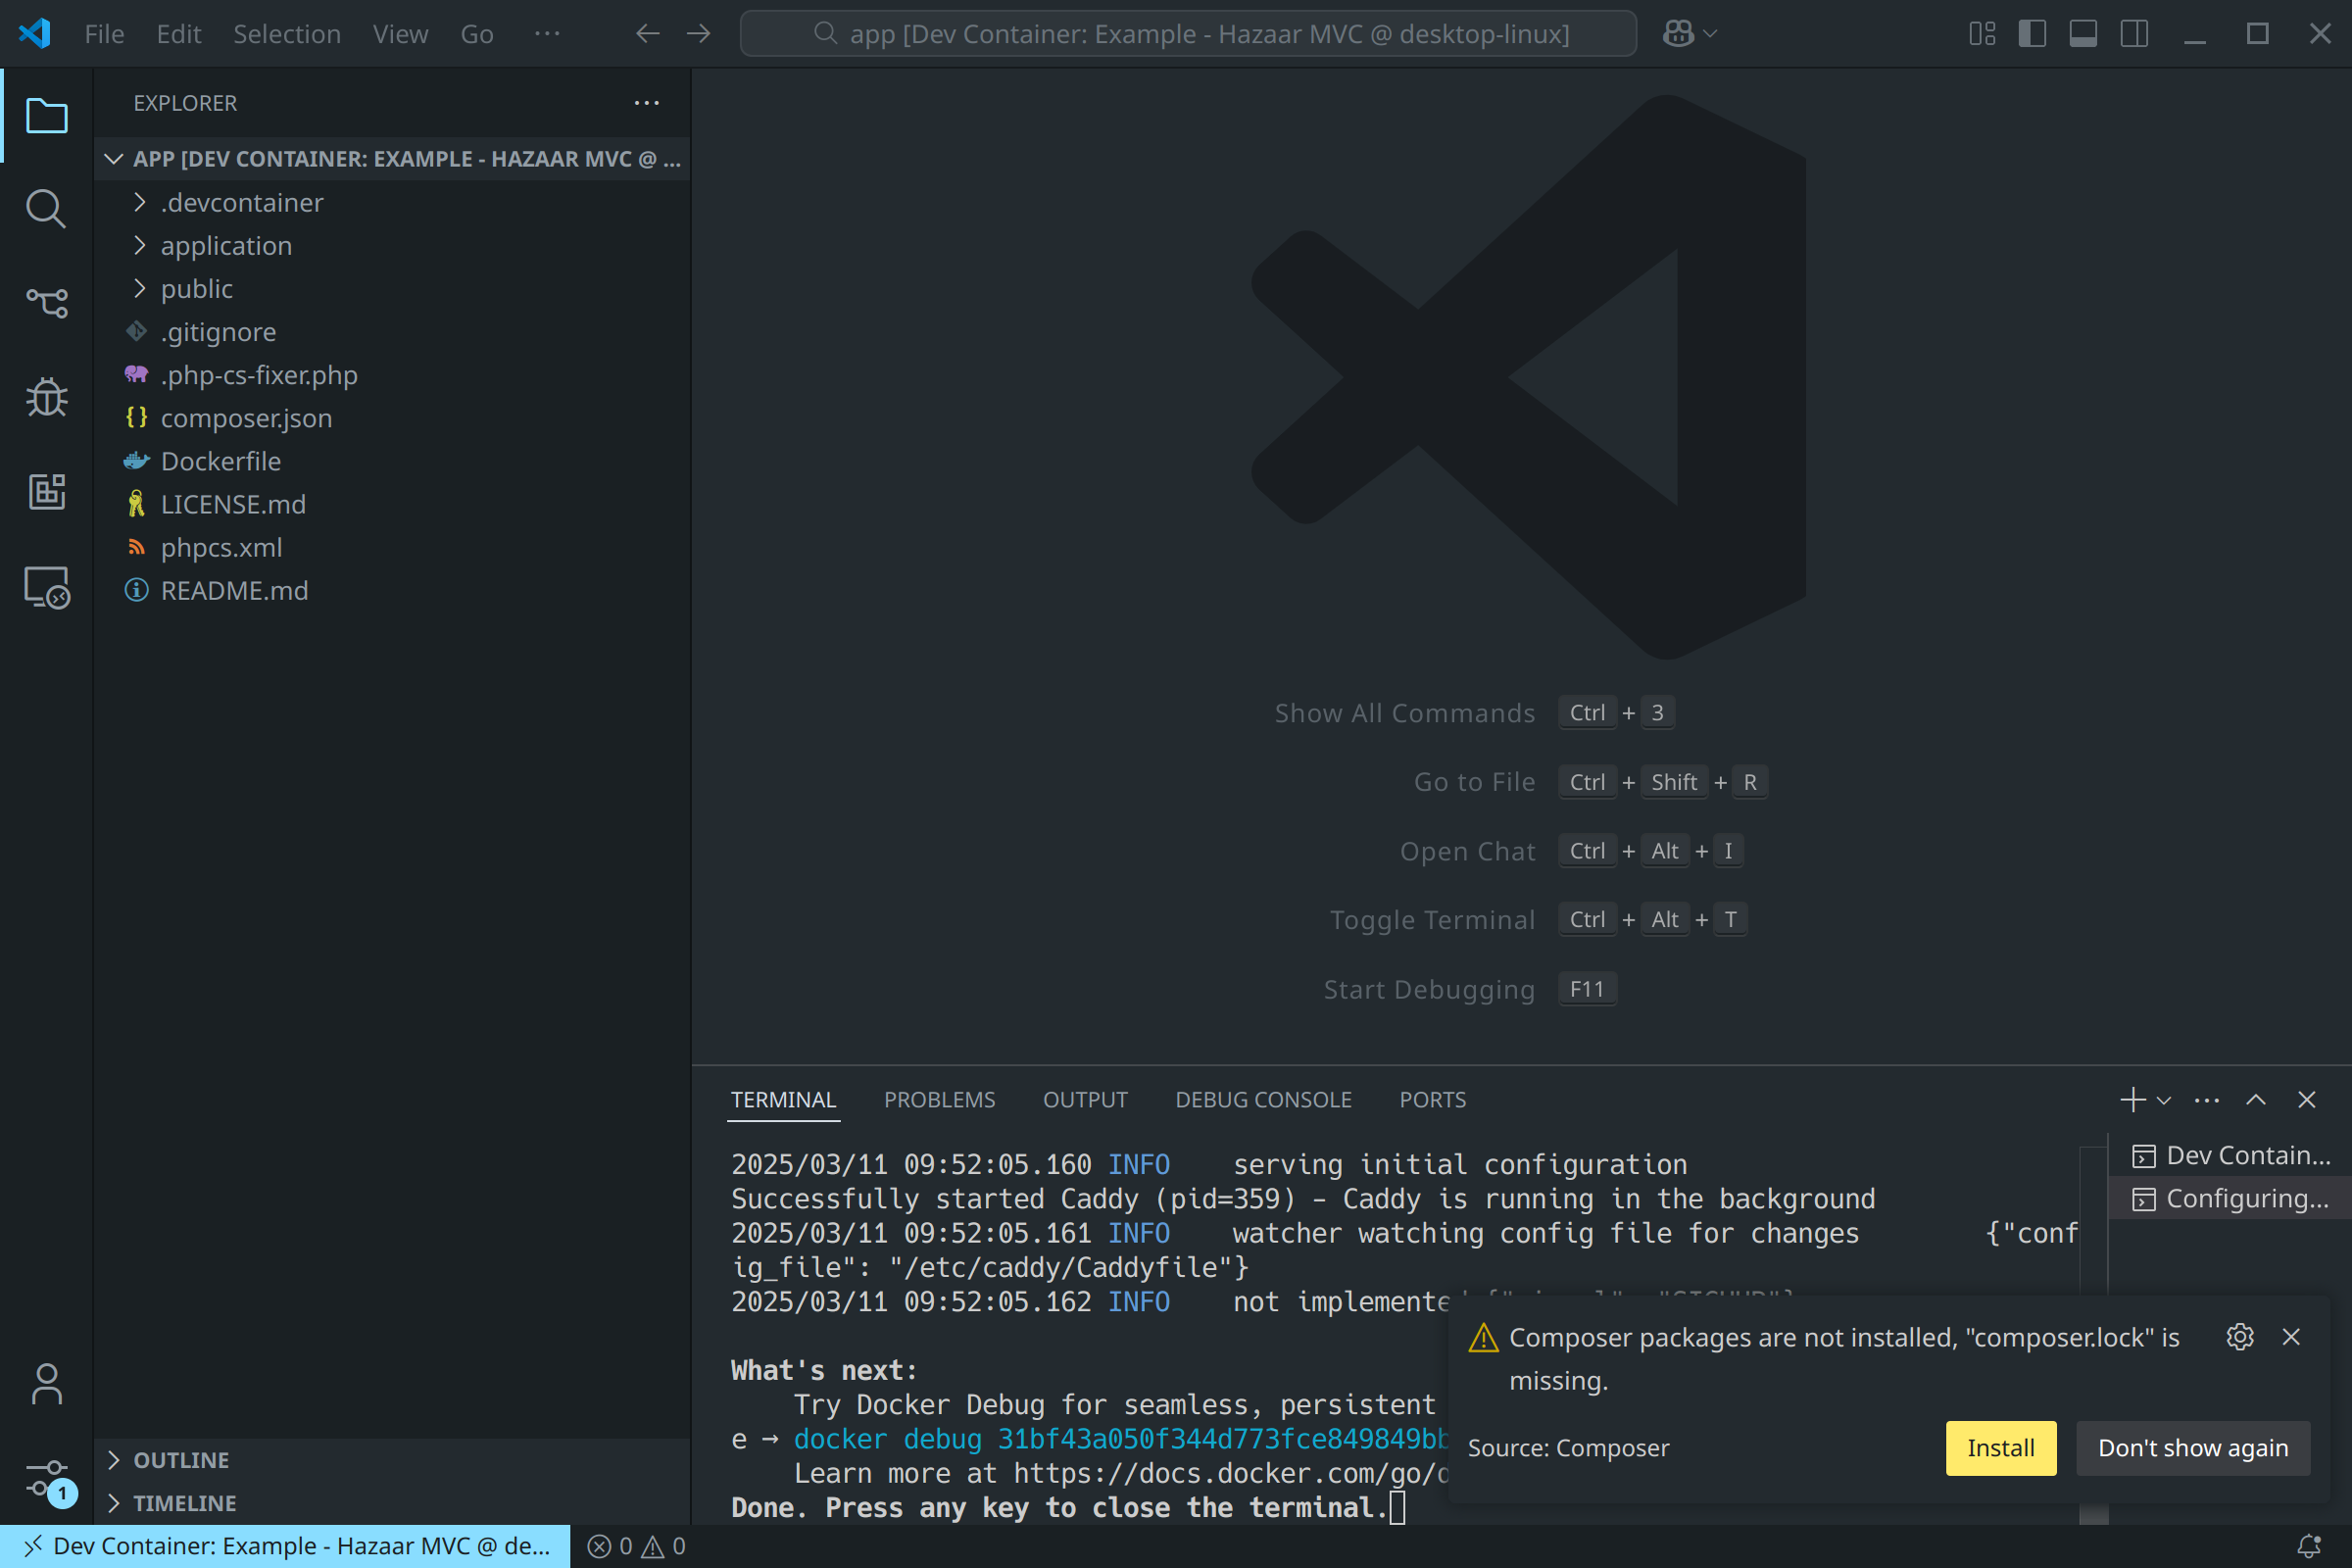 File Edit Selection View Go ···
app [Dev Container: Example - Hazaar MVC @ desktop-linux]
EXPLORER
APP [DEV CONTAINER: EXAMPLE - HAZAAR MVC @ ...
.devcontainer
application
public
.gitignore
.php-cs-fixer.php
composer.json
Dockerfile
LICENSE.md
phpcs.xml
README.md
OUTLINE
TIMELINE
Show All Commands Ctrl + 3
Go to File Ctrl + Shift + R
Open Chat Ctrl + Alt + I
Toggle Terminal Ctrl + Alt + T
Start Debugging F11
TERMINAL PROBLEMS OUTPUT DEBUG CONSOLE PORTS
2025/03/11 09:52:05.160 INFO serving initial configuration
Successfully started Caddy (pid=359) - Caddy is running in the background
2025/03/11 09:52:05.161 INFO watcher watching config file for changes {"conf
ig_file": "/etc/caddy/Caddyfile"}
2025/03/11 09:52:05.162 INFO not implemente
What's next:
Try Docker Debug for seamless, persistent
e → docker debug 31bf43a050f344d773fce849849bb
Learn more at https://docs.docker.com/go/d
Done. Press any key to close the terminal.
Dev Contain...
Configuring...
Composer packages are not installed, "composer.lock" is
missing.
Source: Composer
Install
Don't show again
1
Dev Container: Example - Hazaar MVC @ de... 0 0